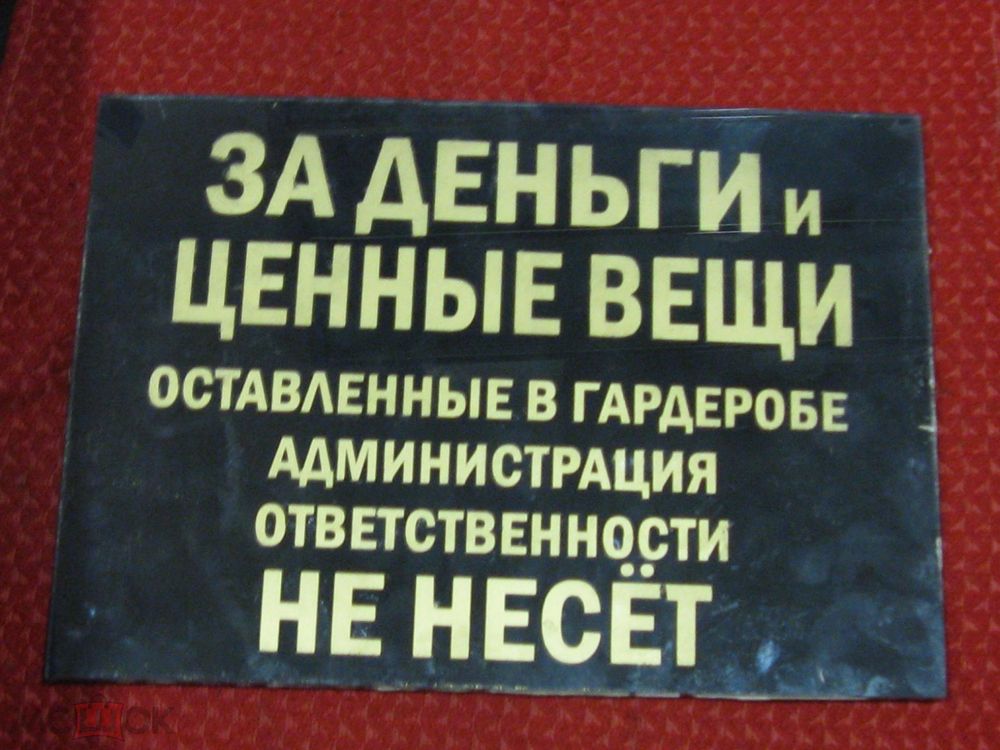 ЗА ДЕНЬГИ и
ЦЕННЫЕ ВЕЩИ
ОСТАВЛЕННЫЕ В ГАРДЕРОБЕ
АДМИНИСТРАЦИЯ
ОТВЕТСТВЕННОСТИ
НЕ НЕСЁТ